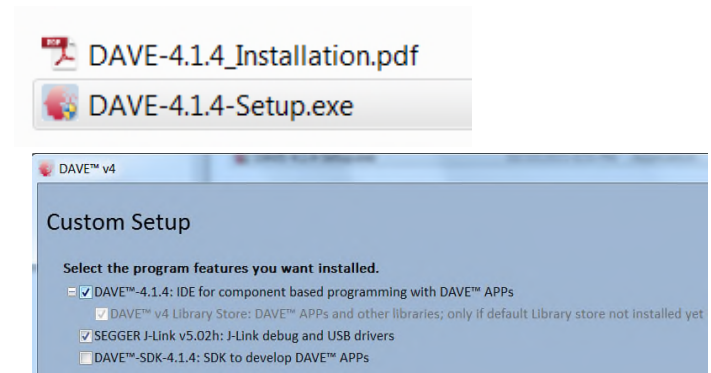 DAVE-4.1.4_Installation.pdf
DAVE-4.1.4-Setup.exe
DAVE™ v4
Custom Setup
Select the program features you want installed.
DAVE™-4.1.4: IDE for component based programming with DAVE™ APPs
DAVE™ v4 Library Store: DAVE™ APPs and other libraries; only if default Library store not installed yet
SEGGER J-Link v5.02h: J-Link debug and USB drivers
DAVE™-SDK-4.1.4: SDK to develop DAVE™ APPs